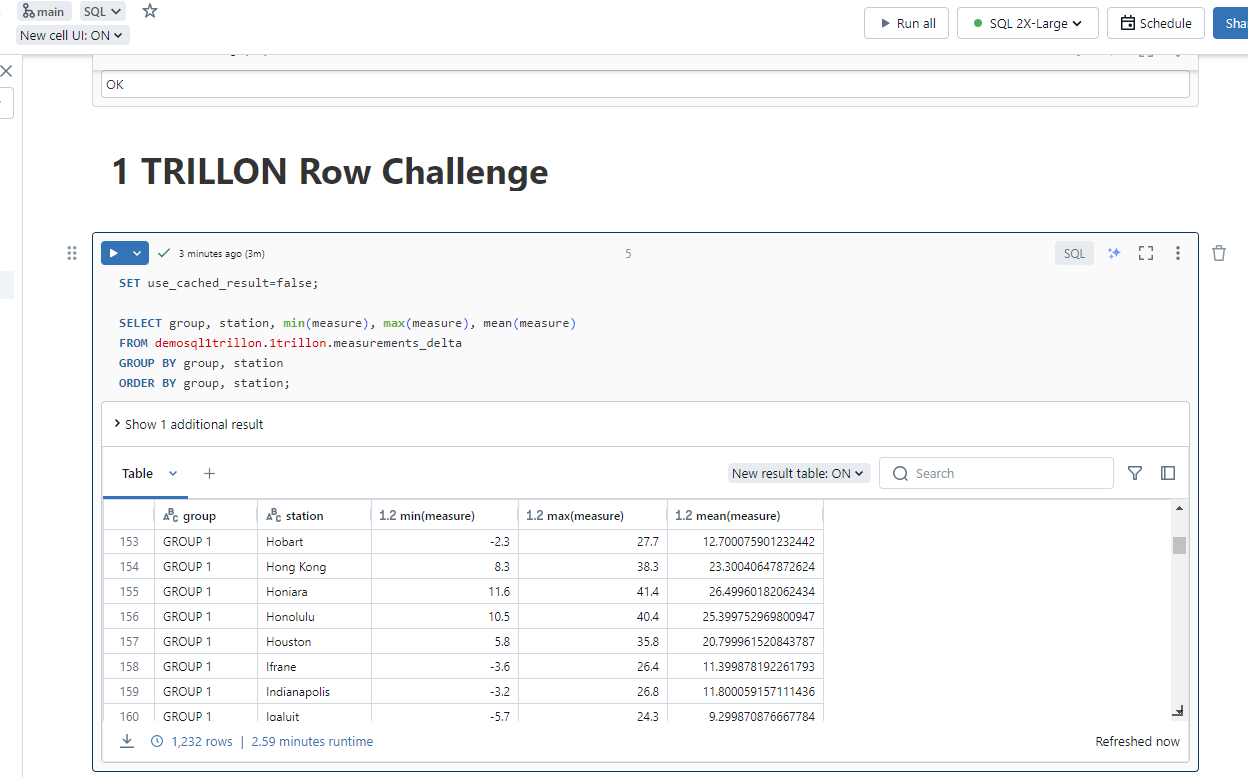 main SQL
Run all SQL 2X-Large Schedule Shar
New cell UI: ON
OK
1 TRILLON Row Challenge
3 minutes ago (3m) 5 SQL
SET use_cached_result=false;
SELECT group, station, min(measure), max(measure), mean(measure)
FROM demosql1trillon.1trillon.measurements_delta
GROUP BY group, station
ORDER BY group, station;
Show 1 additional result
Table + New result table: ON Search
ABC group ABC station 1.2 min(measure) 1.2 max(measure) 1.2 mean(measure)
153 GROUP 1 Hobart -2.3 27.7 12.700075901232442
154 GROUP 1 Hong Kong 8.3 38.3 23.30040647872624
155 GROUP 1 Honiara 11.6 41.4 26.49960182062434
156 GROUP 1 Honolulu 10.5 40.4 25.399752969800947
157 GROUP 1 Houston 5.8 35.8 20.799961520843787
158 GROUP 1 Ifrane -3.6 26.4 11.399878192261793
159 GROUP 1 Indianapolis -3.2 26.8 11.800059157111436
160 GROUP 1 Iqaluit -5.7 24.3 9.299870876667784
1,232 rows | 2.59 minutes runtime Refreshed now